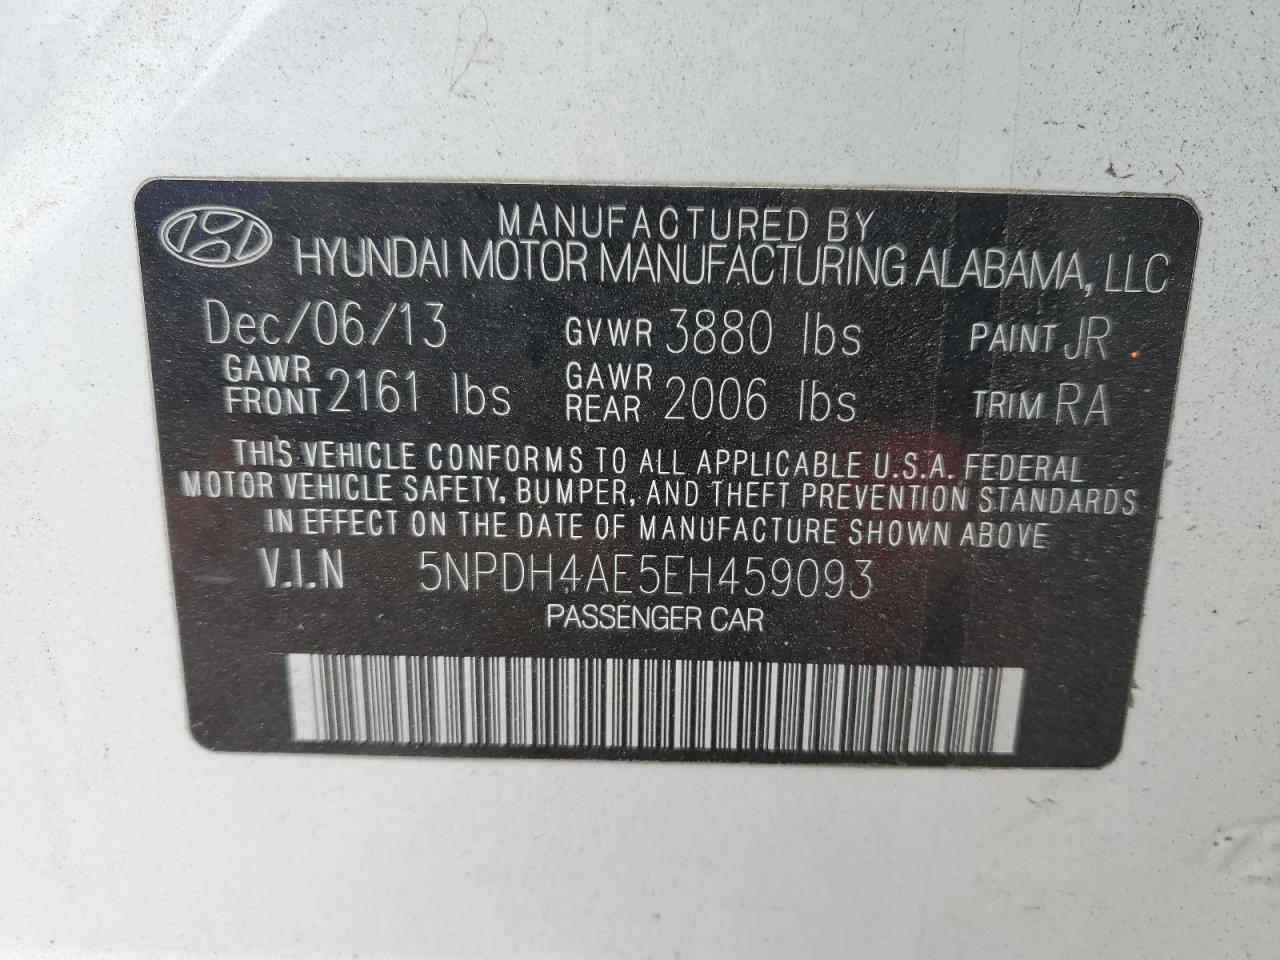 MANUFACTURED BY
HYUNDAI MOTOR MANUFACTURING ALABAMA, LLC
Dec/06/13 GVWR 3880 lbs PAINT JR
GAWR FRONT 2161 lbs GAWR REAR 2006 lbs TRIM RA
THIS VEHICLE CONFORMS TO ALL APPLICABLE U.S.A. FEDERAL
MOTOR VEHICLE SAFETY, BUMPER, AND THEFT PREVENTION STANDARDS
IN EFFECT ON THE DATE OF MANUFACTURE SHOWN ABOVE
V.I.N 5NPDH4AE5EH459093
PASSENGER CAR